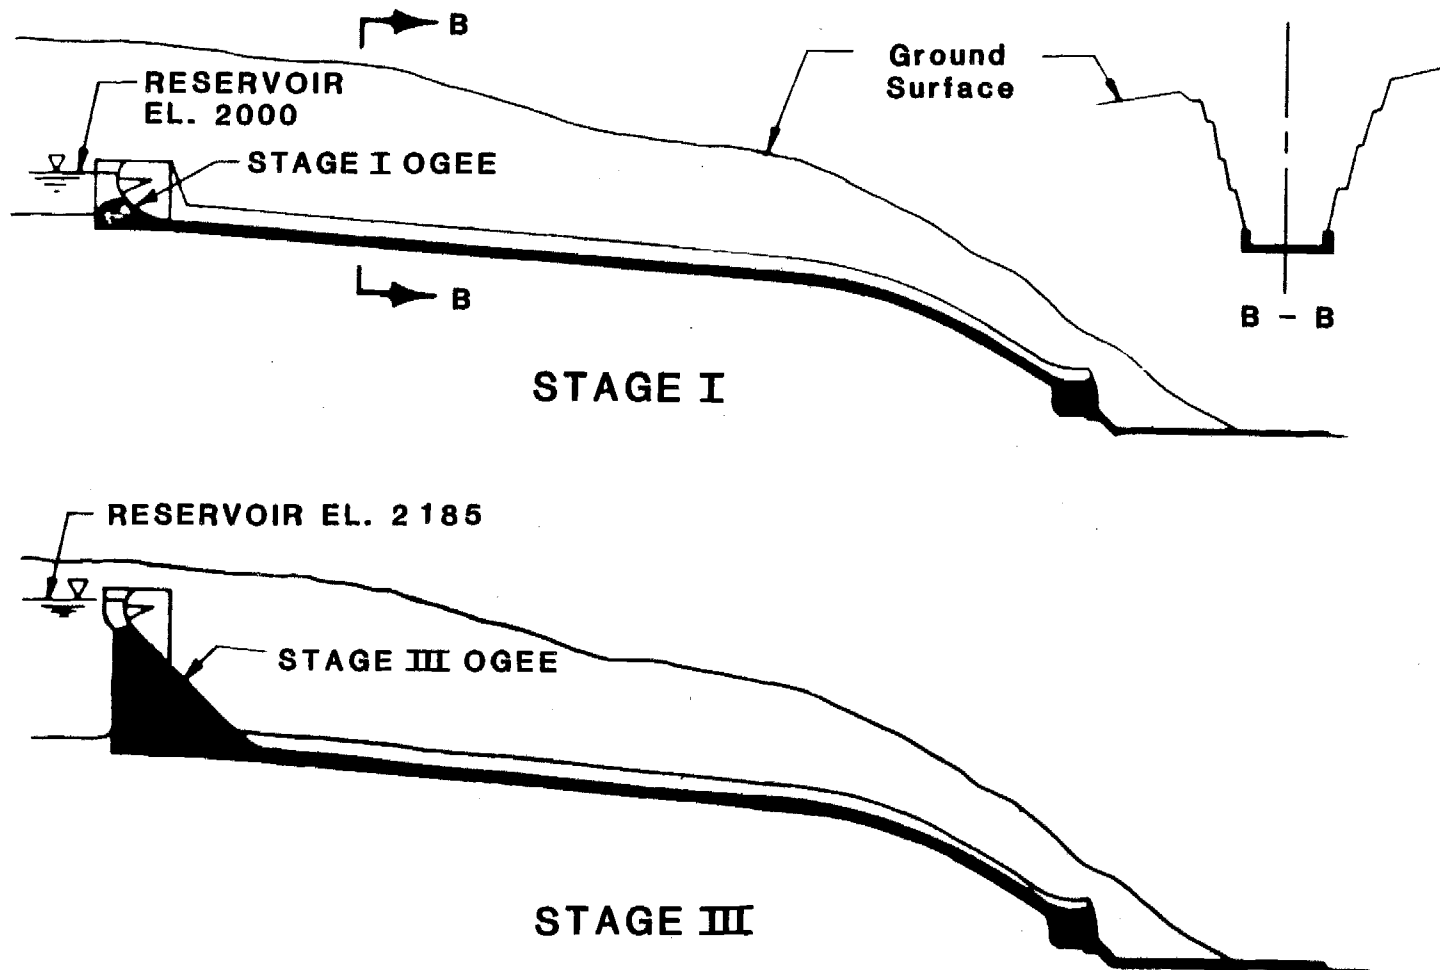 B
RESERVOIR
EL. 2000
Ground
Surface
STAGE I OGEE
B
B - B
STAGE I
RESERVOIR EL. 2185
STAGE III OGEE
STAGE III